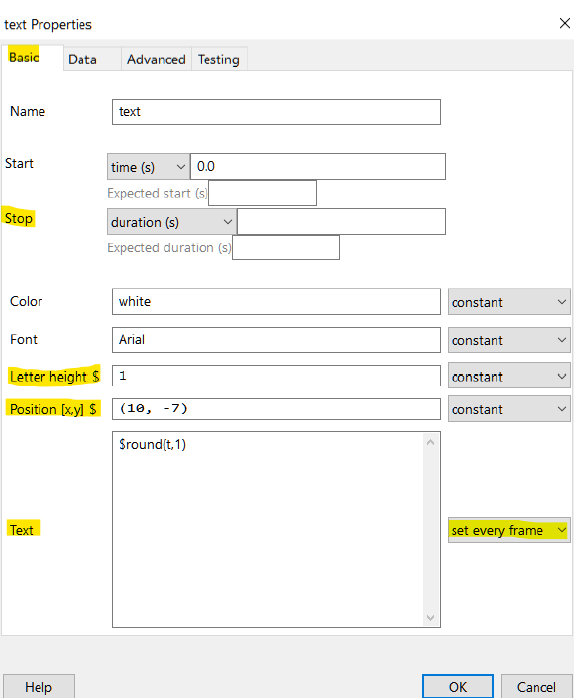 text Properties
Basic Data Advanced Testing
Name text
Start time (s) 0.0
Expected start (s)
Stop duration (s)
Expected duration (s)
Color white constant
Font Arial constant
Letter height $ 1 constant
Position [x,y] $ (10, -7) constant
$round(t,1)
Text set every frame
Help OK Cancel